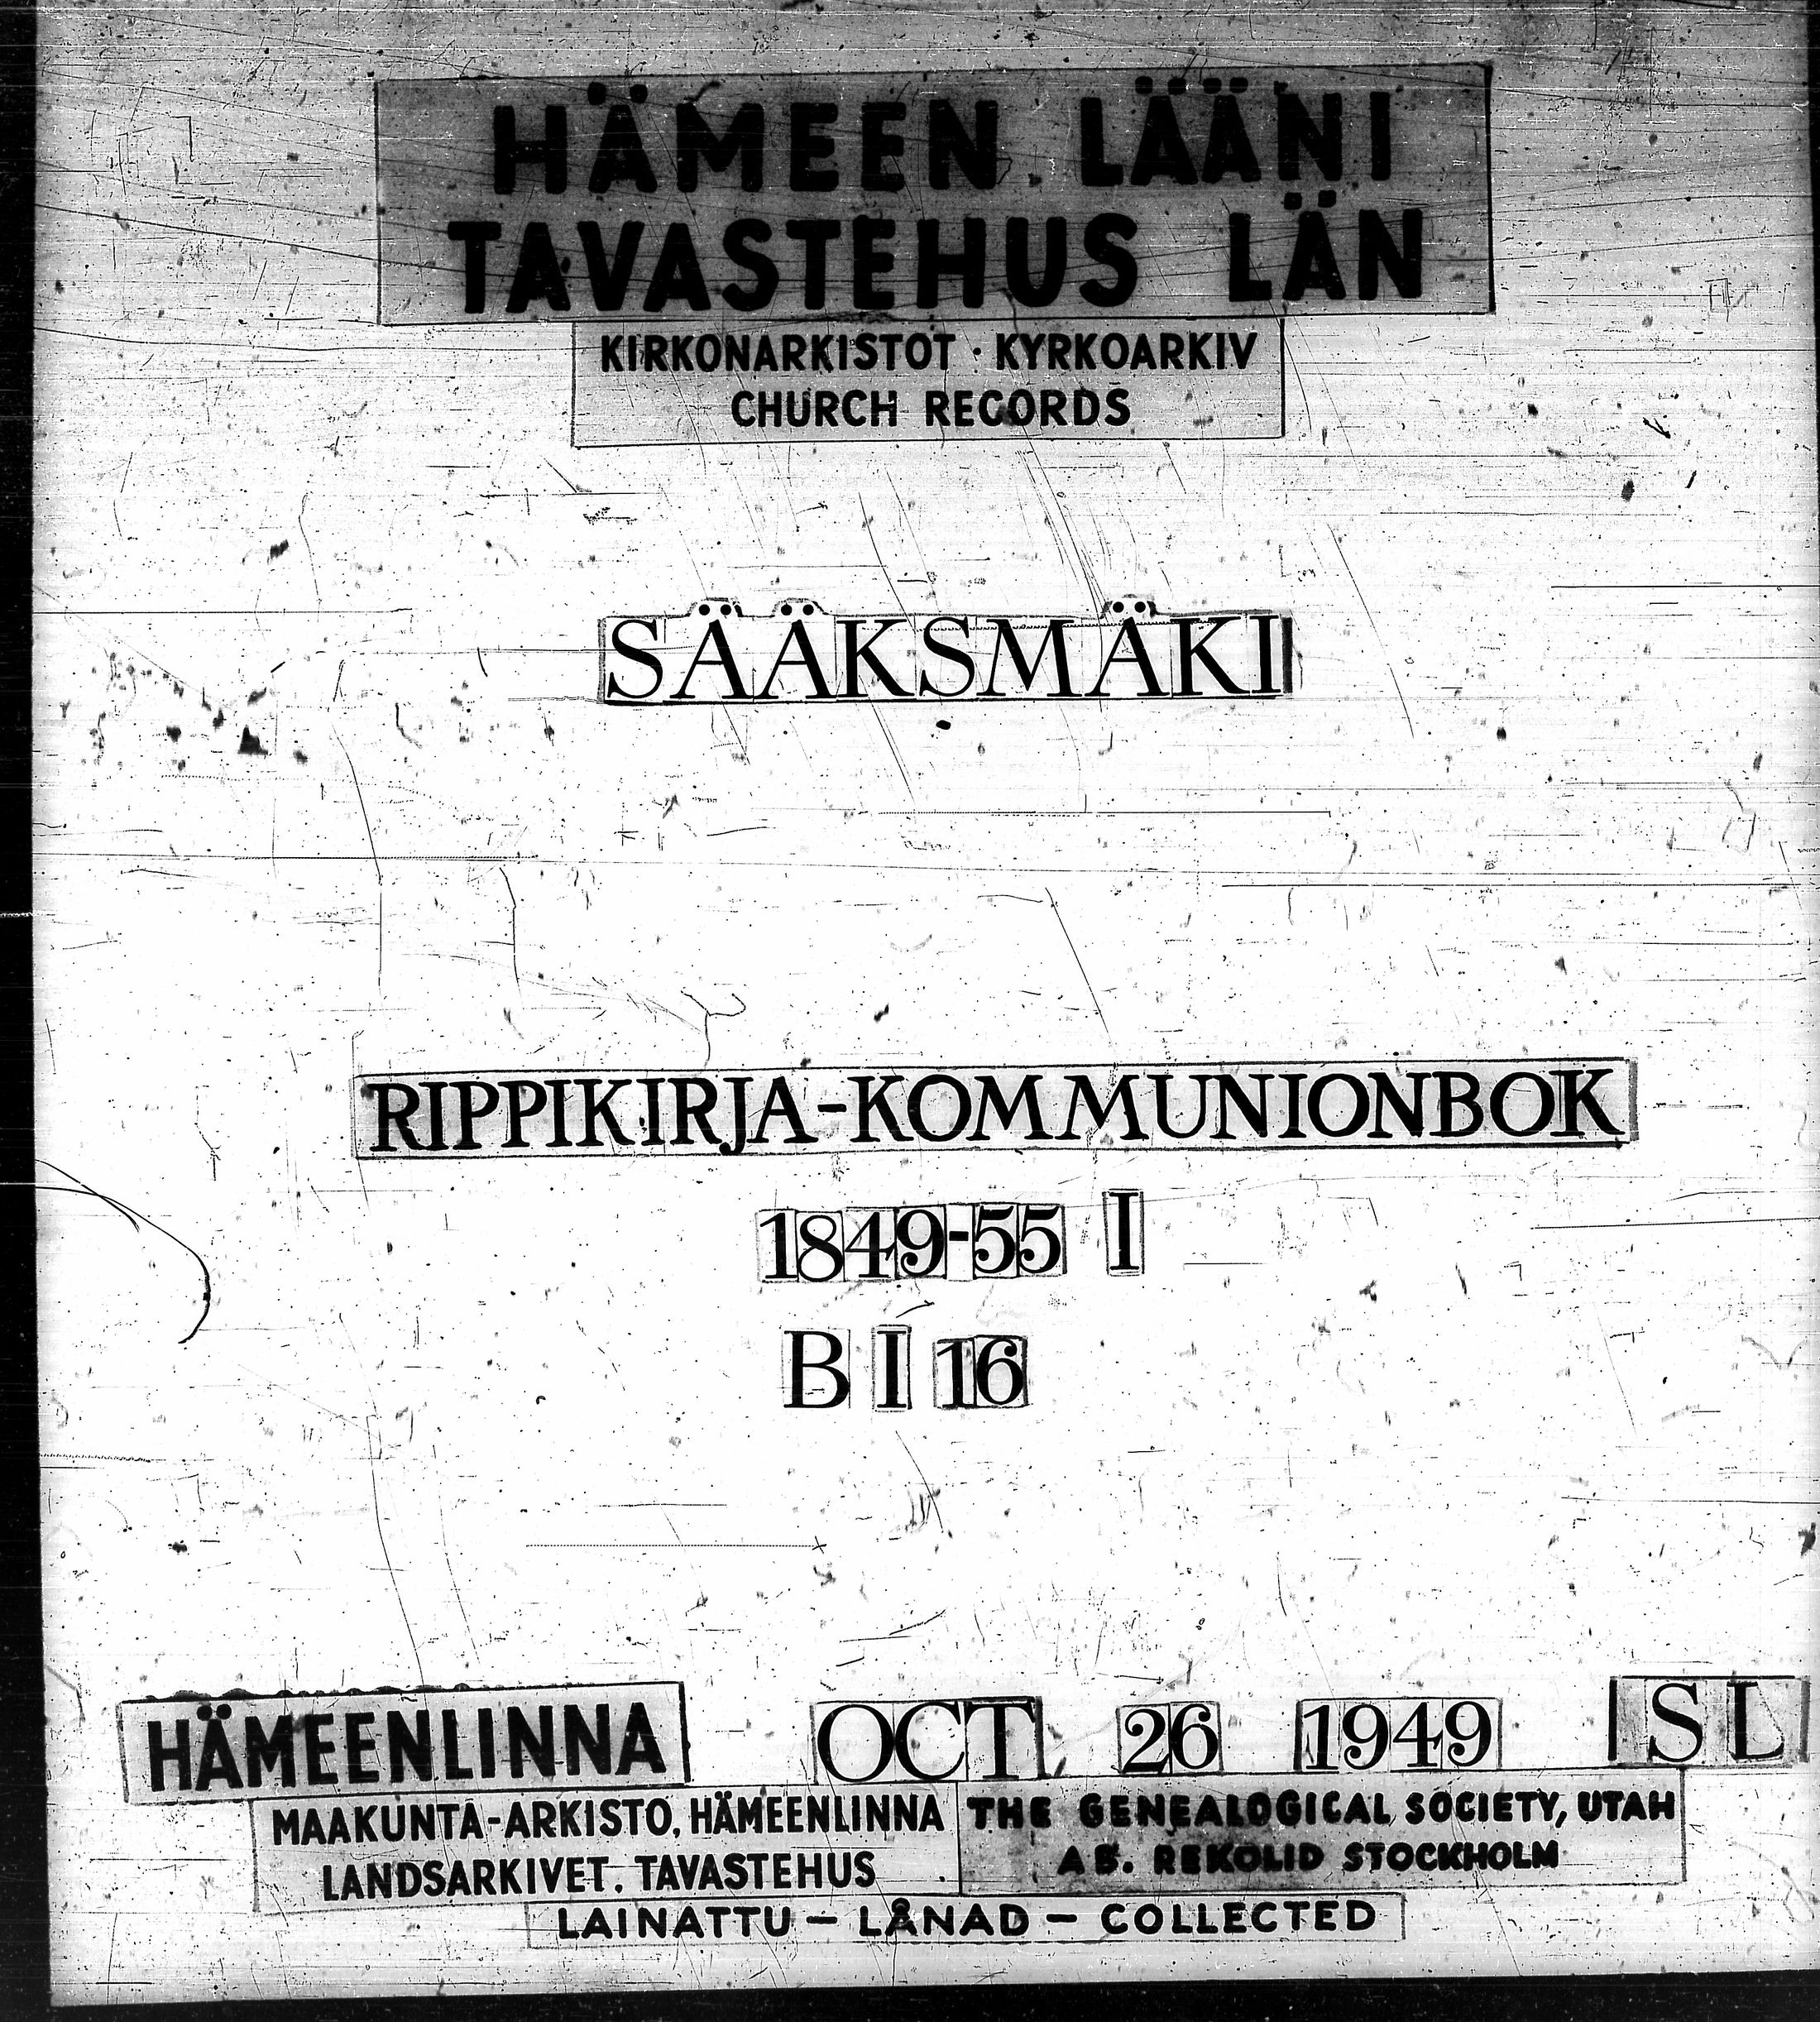 HÄMEEN LÄÄNI
TAVASTEHUS LÄN
KIRKONARKISTOT · KYRKOARKIV
CHURCH RECORDS
SÄÄKSMÄKI
RIPPIKIRJA-KOMMUNIONBOK
1849-55 I
B I 16
HÄMEENLINNA OCT. 26 1949 SL
MAAKUNTA-ARKISTO, HÄMEENLINNA
LANDSARKIVET. TAVASTEHUS
THE GENEALOGICAL SOCIETY, UTAH
AB. REKOLID STOCKHOLM
LAINATTU — LÅNAD — COLLECTED